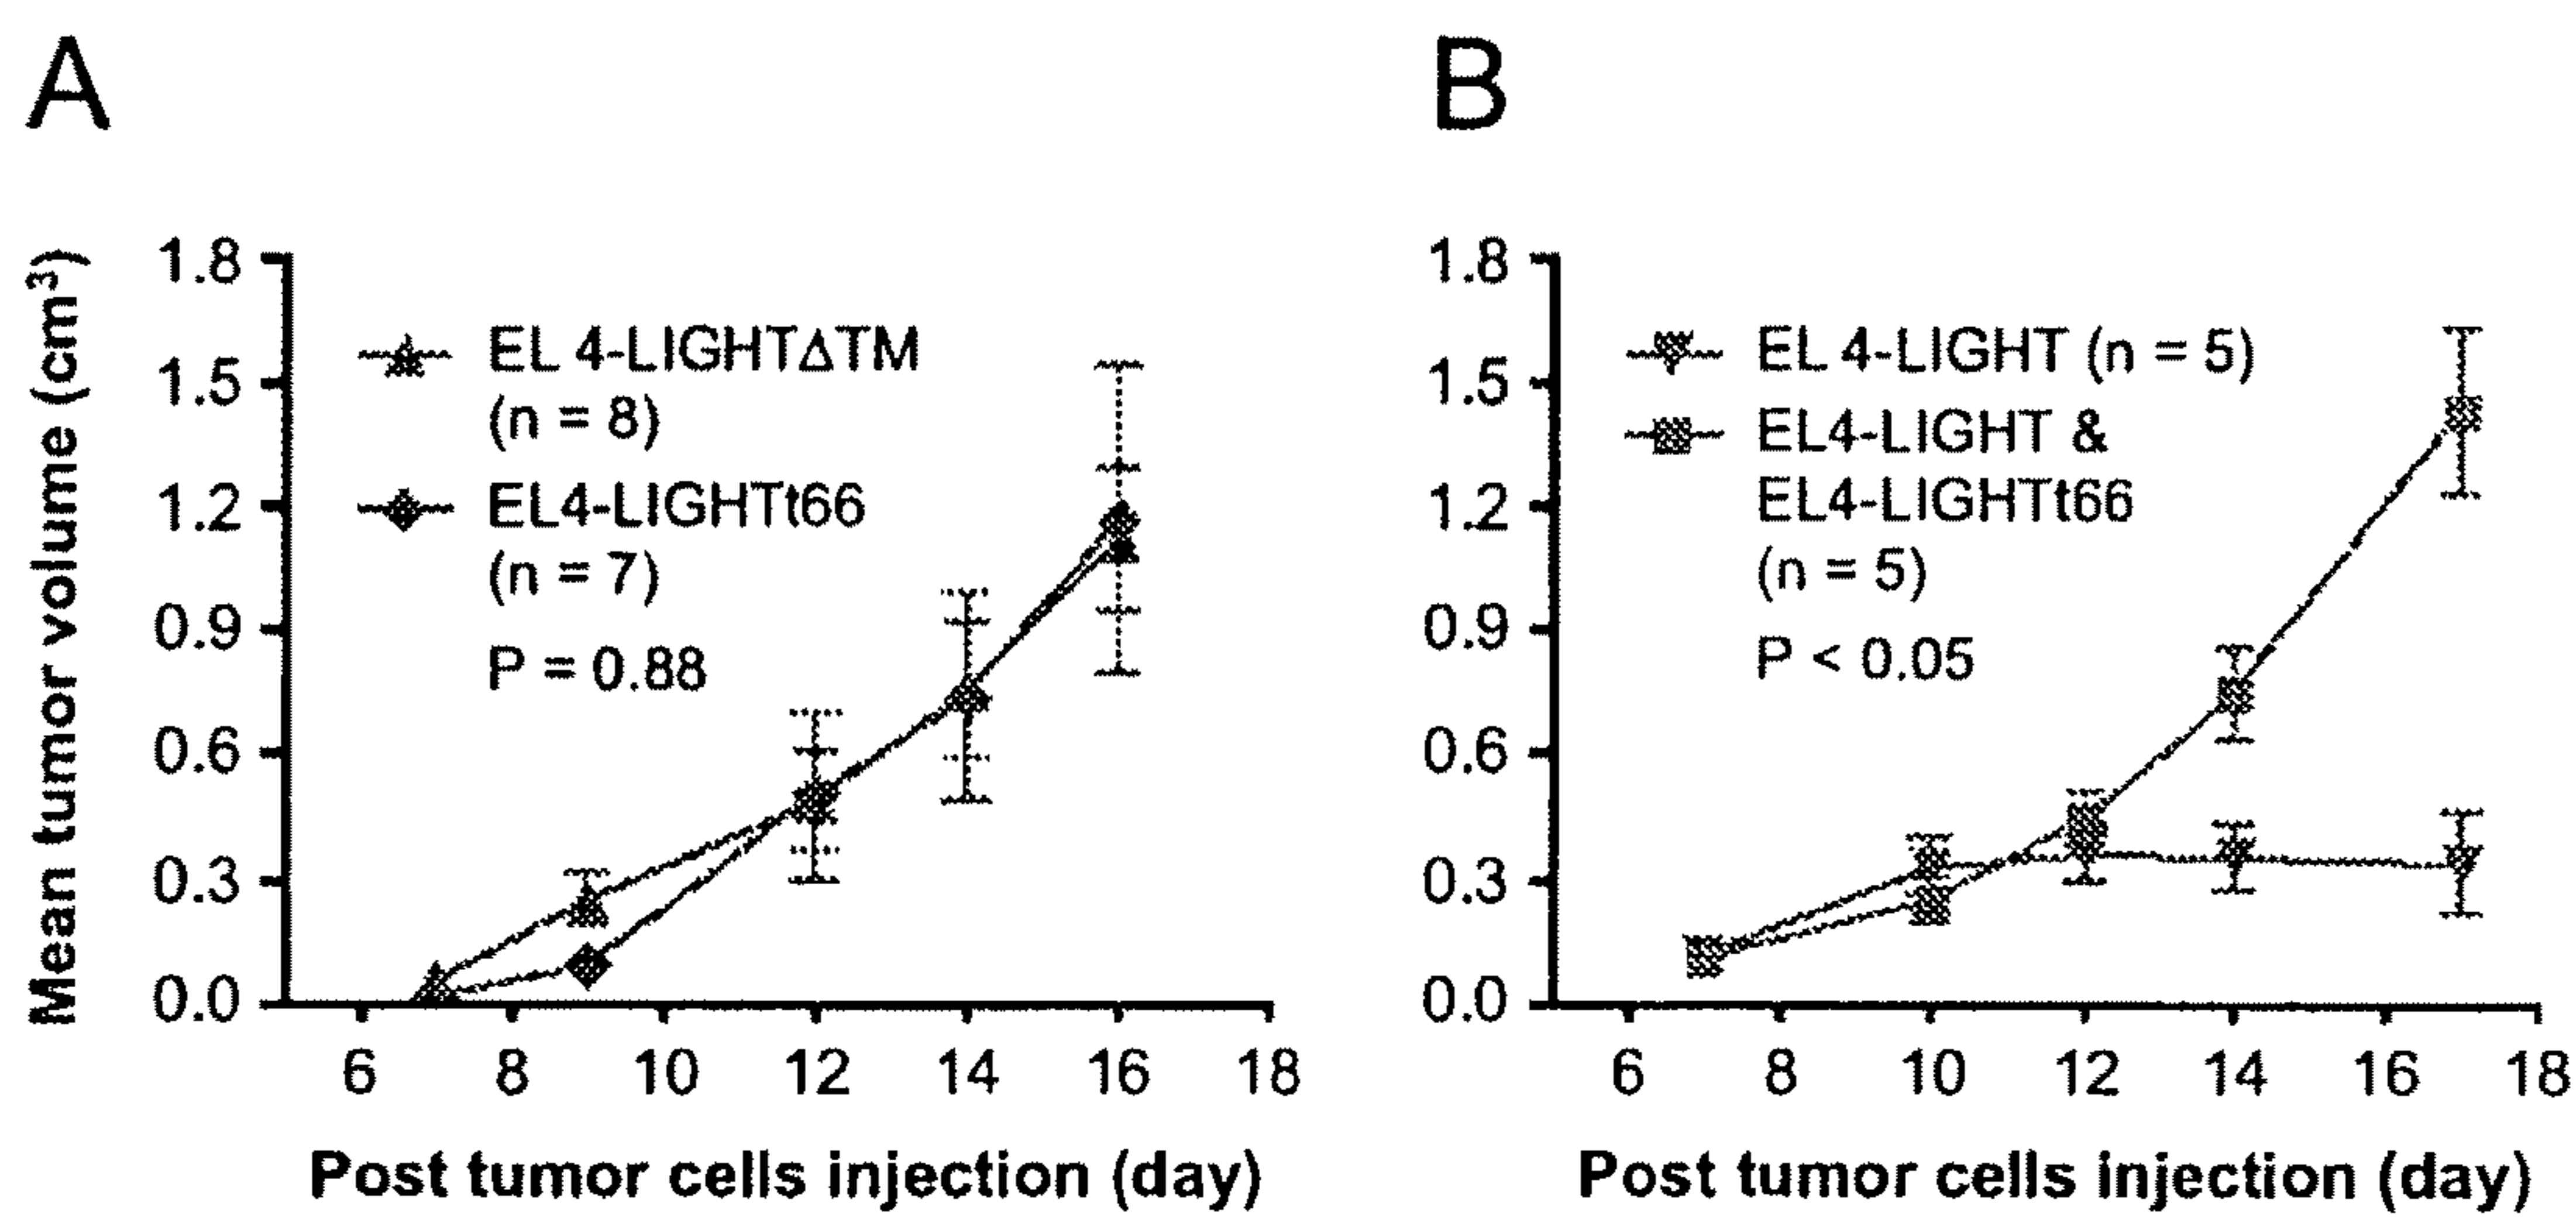 A
Mean tumor volume (cm³)
1.8
1.5
1.2
0.9
0.6
0.3
0.0
EL 4-LIGHTΔTM
(n = 8)
EL4-LIGHTt66
(n = 7)
P = 0.88
6 8 10 12 14 16 18
Post tumor cells injection (day)
B
1.8
1.5
1.2
0.9
0.6
0.3
0.0
EL 4-LIGHT (n = 5)
EL4-LIGHT &
EL4-LIGHTt66
(n = 5)
P < 0.05
6 8 10 12 14 16 18
Post tumor cells injection (day)